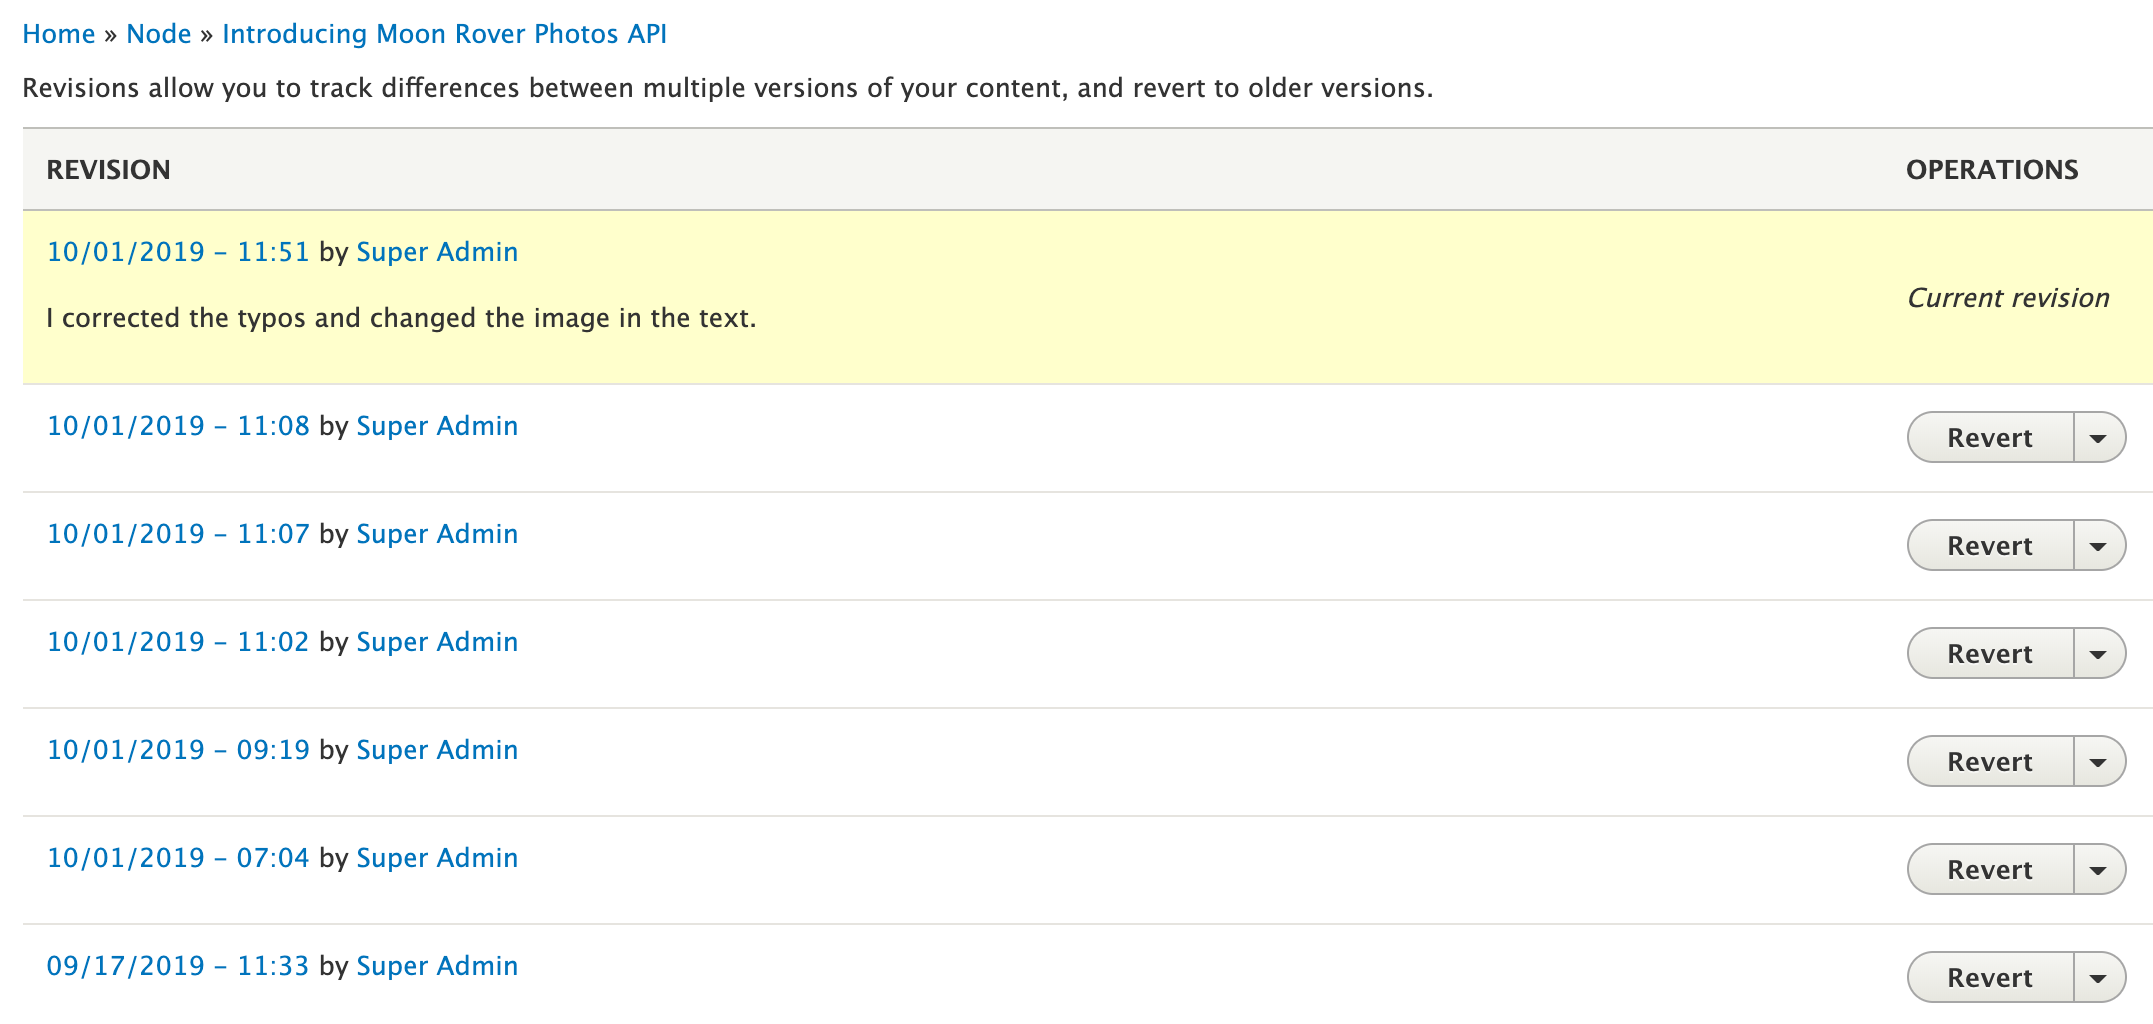 Home » Node » Introducing Moon Rover Photos API
Revisions allow you to track differences between multiple versions of your content, and revert to older versions.
REVISION OPERATIONS
10/01/2019 – 11:51 by Super Admin
Current revision
I corrected the typos and changed the image in the text.
10/01/2019 – 11:08 by Super Admin Revert
10/01/2019 – 11:07 by Super Admin Revert
10/01/2019 – 11:02 by Super Admin Revert
10/01/2019 – 09:19 by Super Admin Revert
10/01/2019 – 07:04 by Super Admin Revert
09/17/2019 – 11:33 by Super Admin Revert